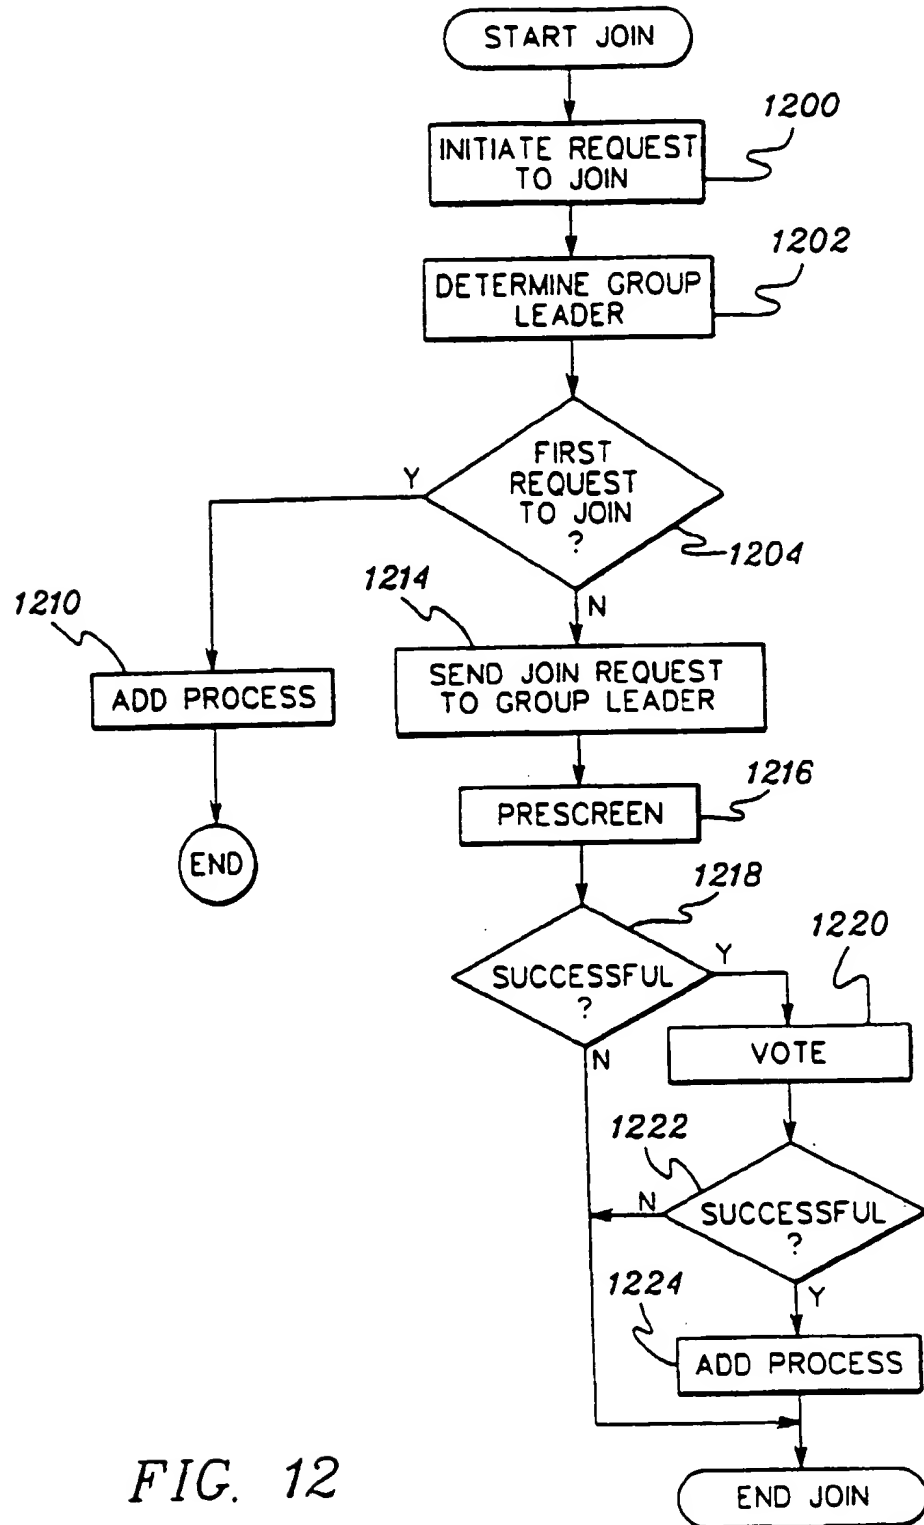 START JOIN
1200
INITIATE REQUEST
TO JOIN
1202
DETERMINE GROUP
LEADER
FIRST
REQUEST
TO JOIN
?
Y
1204
N
1214
1210
SEND JOIN REQUEST
TO GROUP LEADER
ADD PROCESS
1216
PRESCREEN
END
1218
1220
SUCCESSFUL
?
Y
N
VOTE
1222
N
SUCCESSFUL
?
Y
1224
ADD PROCESS
END JOIN
FIG. 12